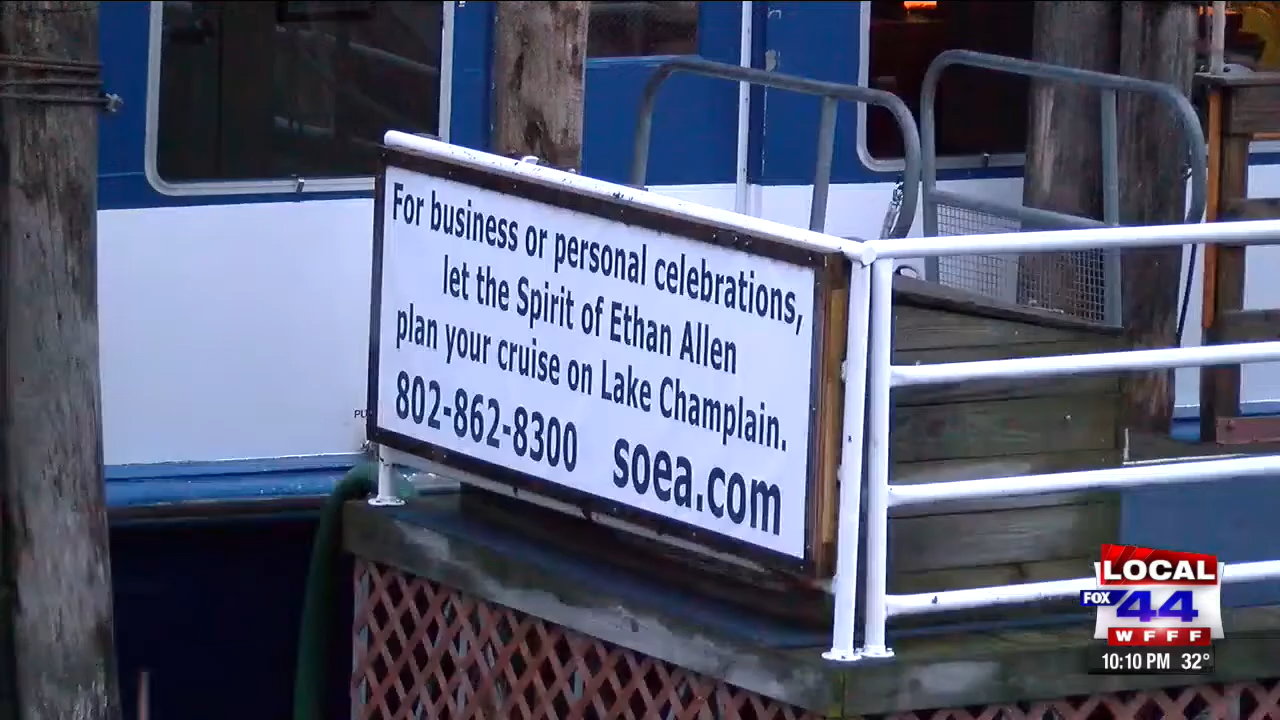 For business or personal celebrations,
let the Spirit of Ethan Allen
plan your cruise on Lake Champlain.
802-862-8300 soea.com
PU
LOCAL
FOX 44
WFFF
10:10 PM 32°